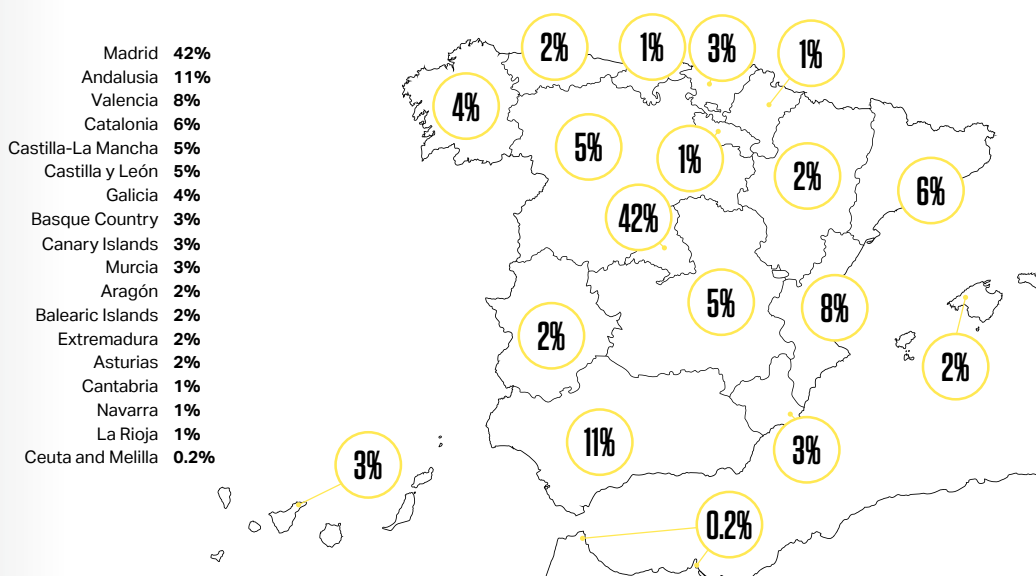 Madrid 42%
Andalusia 11%
Valencia 8%
Catalonia 6%
Castilla-La Mancha 5%
Castilla y León 5%
Galicia 4%
Basque Country 3%
Canary Islands 3%
Murcia 3%
Aragón 2%
Balearic Islands 2%
Extremadura 2%
Asturias 2%
Cantabria 1%
Navarra 1%
La Rioja 1%
Ceuta and Melilla 0.2%
2%
1%
3%
1%
4%
5%
1%
2%
6%
42%
5%
8%
2%
2%
11%
3%
3%
0.2%